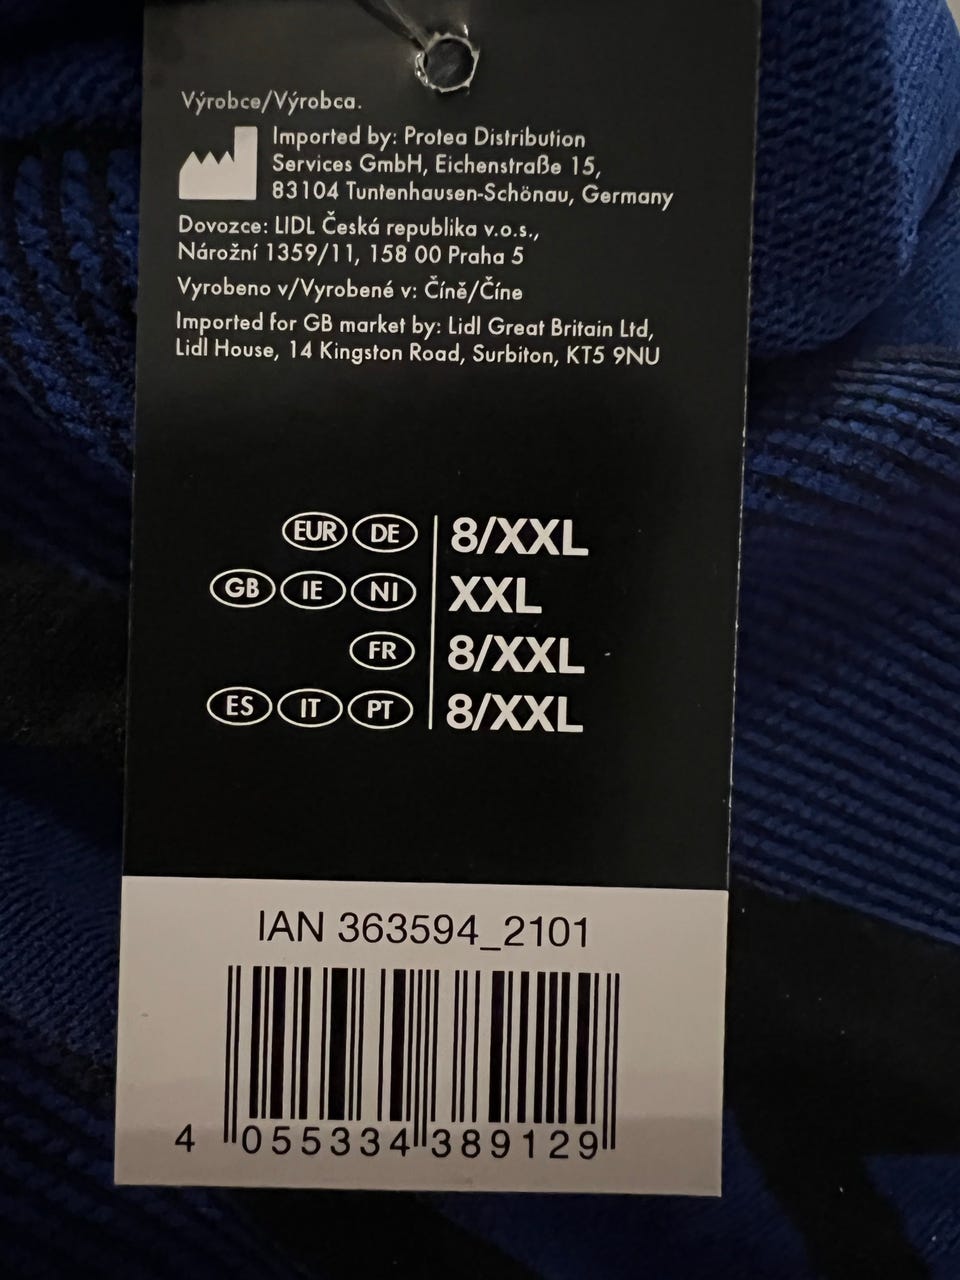 Výrobce/Výrobca.
Imported by: Protea Distribution
Services GmbH, Eichenstraße 15,
83104 Tuntenhausen-Schönau, Germany
Dovozce: LIDL Česká republika v.o.s.,
Nárožní 1359/11, 158 00 Praha 5
Vyrobeno v/Vyrobené v: Číně/Číne
Imported for GB market by: Lidl Great Britain Ltd,
Lidl House, 14 Kingston Road, Surbiton, KT5 9NU
EUR DE 8/XXL
GB IE NI XXL
FR 8/XXL
ES IT PT 8/XXL
IAN 363594_2101
4 055334 389129